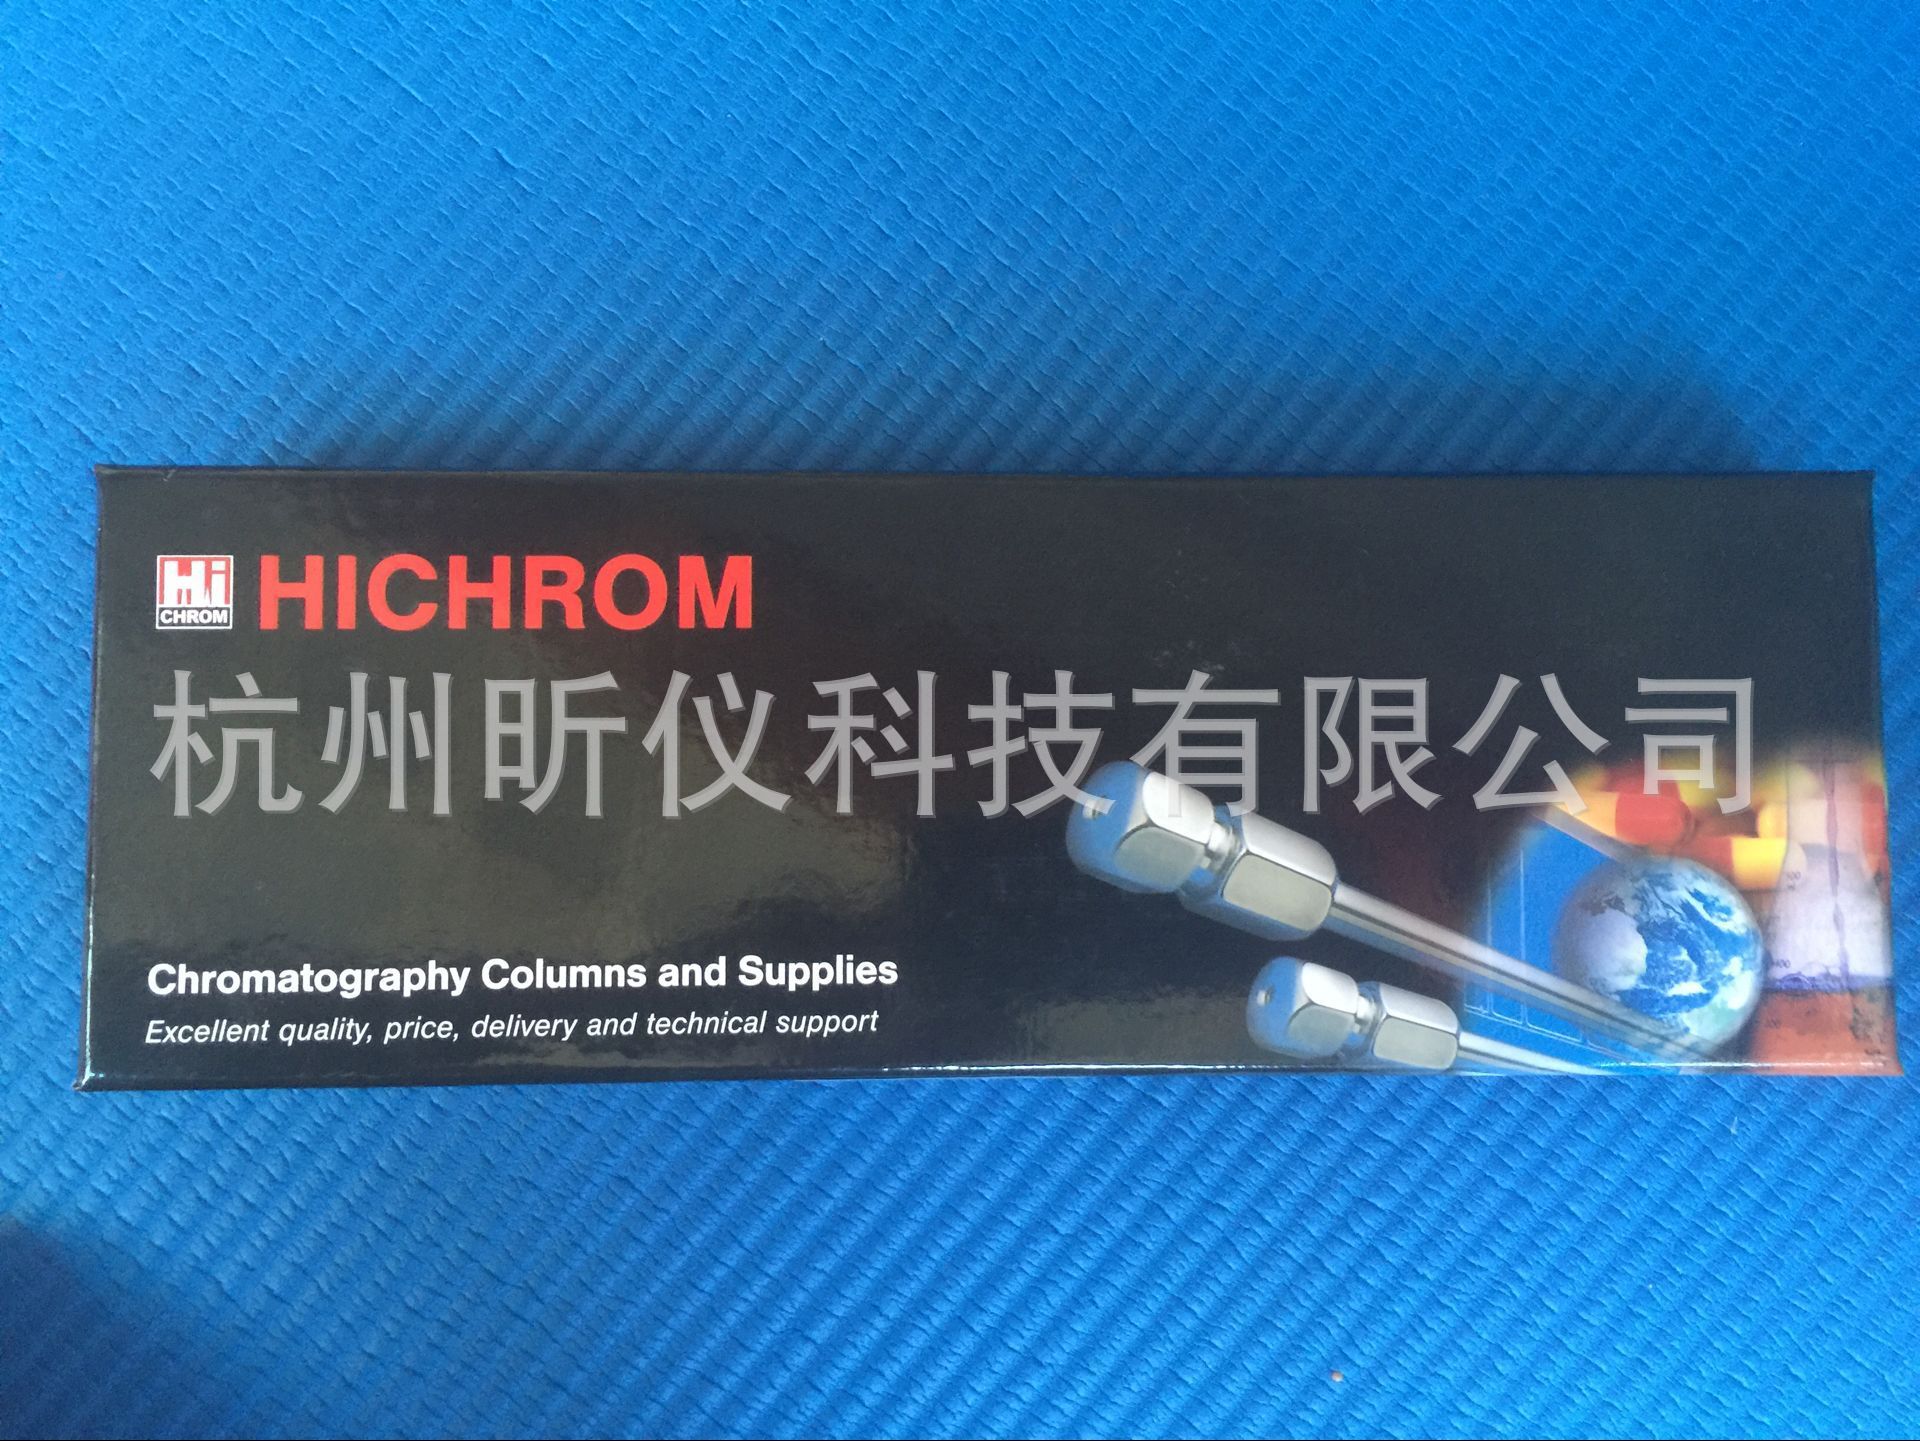 Hi
CHROM
HICHROM
杭州昕仪科技有限公司
Chromatography Columns and Supplies
Excellent quality, price, delivery and technical support